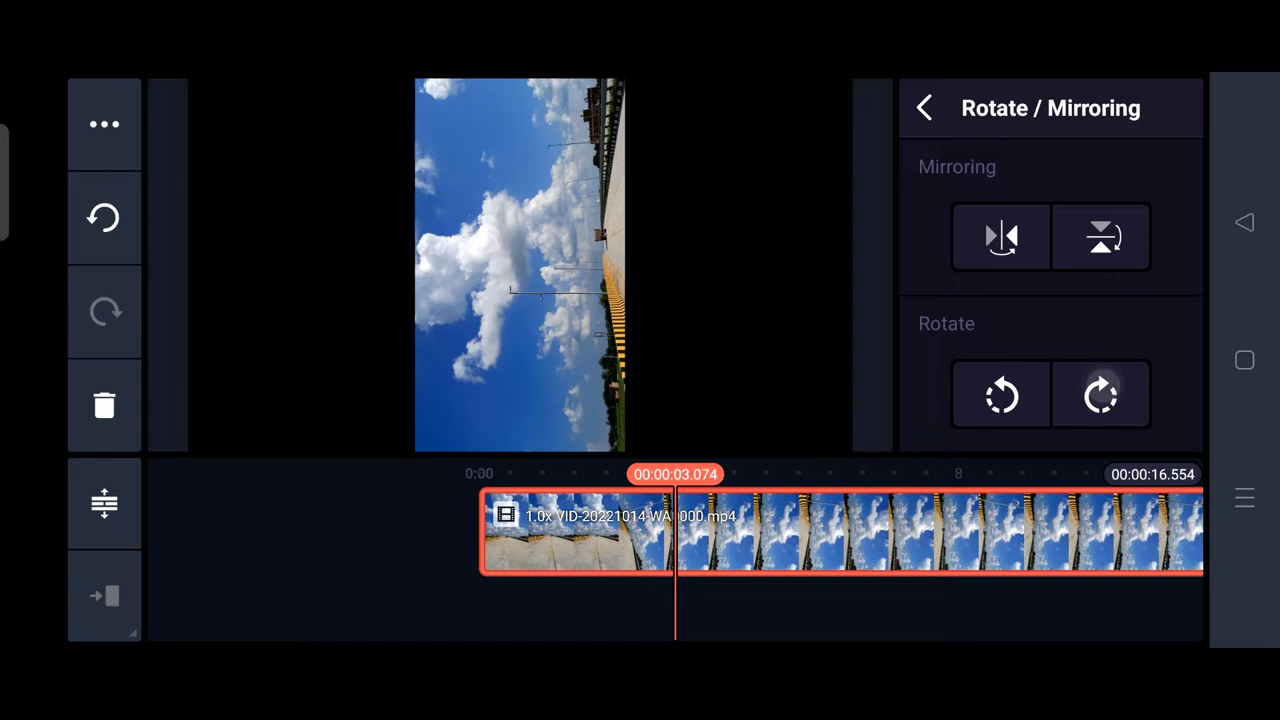 Rotate / Mirroring
Mirroring
Rotate
0:00
00:00:03.074
8
00:00:16.554
1.0x VID-20221014-WA
000.mp4